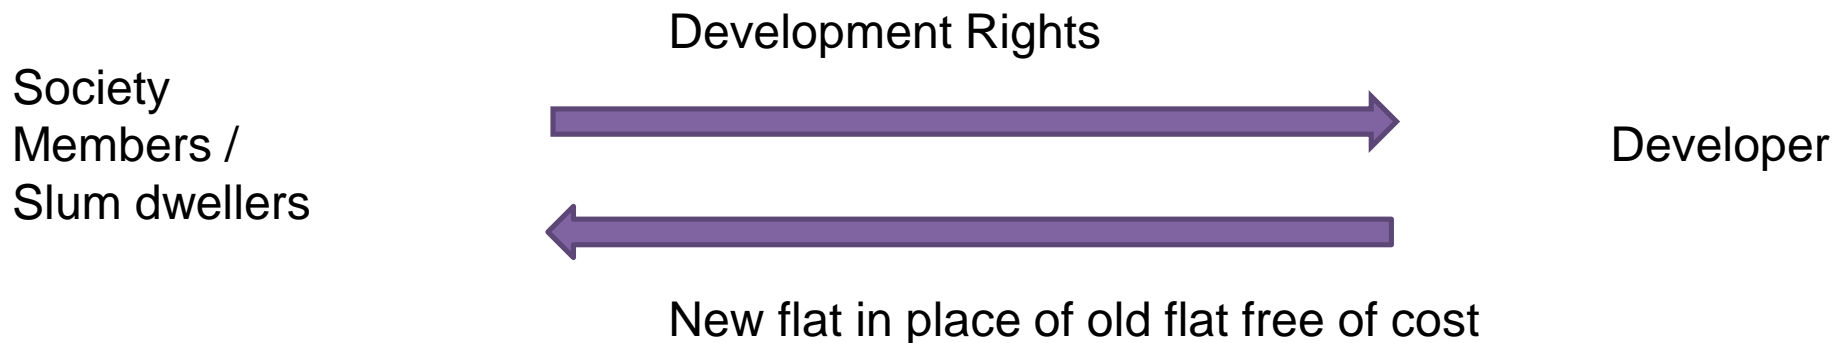 Development Rights
Society
Members /
Slum dwellers
Developer
New flat in place of old flat free of cost